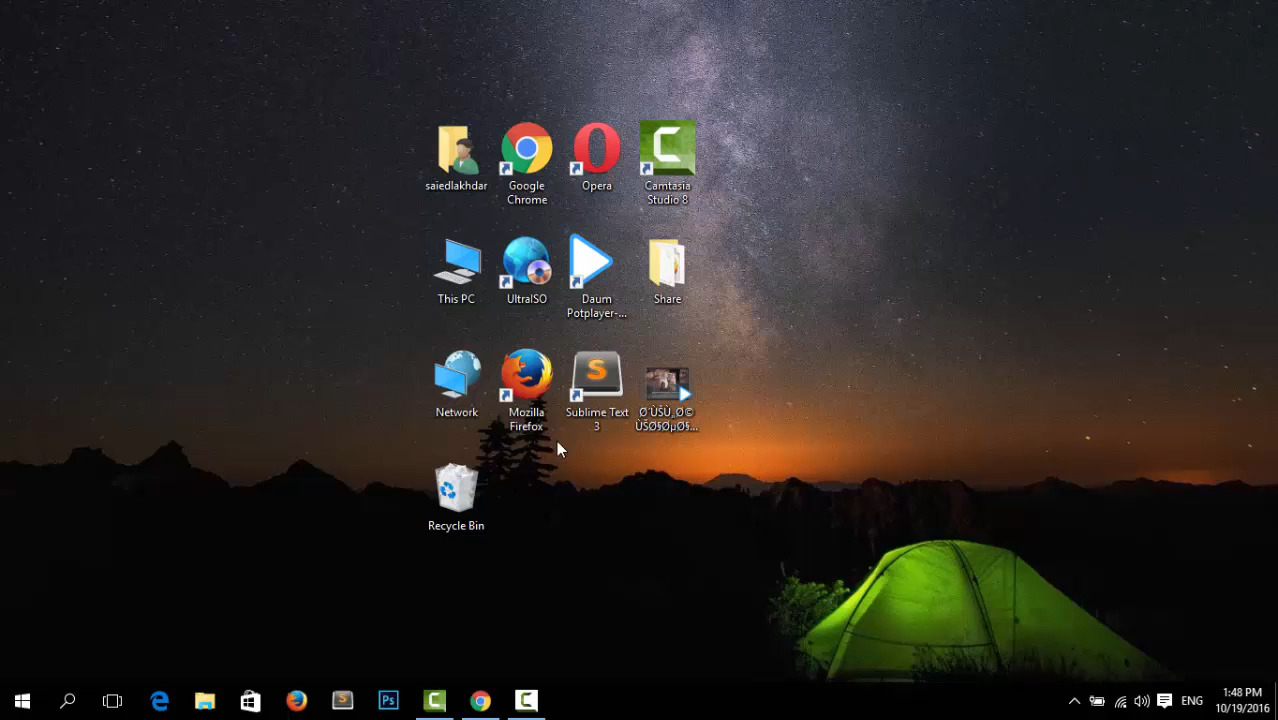 saiedlakhdar
Google
Chrome
Opera
Camtasia
Studio 8
This PC
UltraISO
Daum
Potplayer-...
Share
Network
Mozilla
Firefox
Sublime Text
3
Recycle Bin
Ps
ENG
1:48 PM
10/19/2016